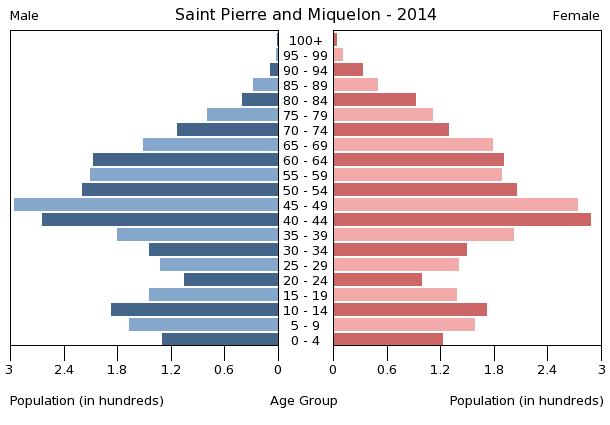 Saint Pierre and Miquelon - 2014
Male
Female
100+
95 - 99
90 - 94
85 - 89
80 - 84
75 - 79
70 - 74
65 - 69
60 - 64
55 - 59
50 - 54
45 - 49
40 - 44
35 - 39
30 - 34
25 - 29
20 - 24
15 - 19
10 - 14
5 - 9
0 - 4
3 2.4 1.8 1.2 0.6 0 0 0.6 1.2 1.8 2.4 3
Population (in hundreds) Age Group Population (in hundreds)